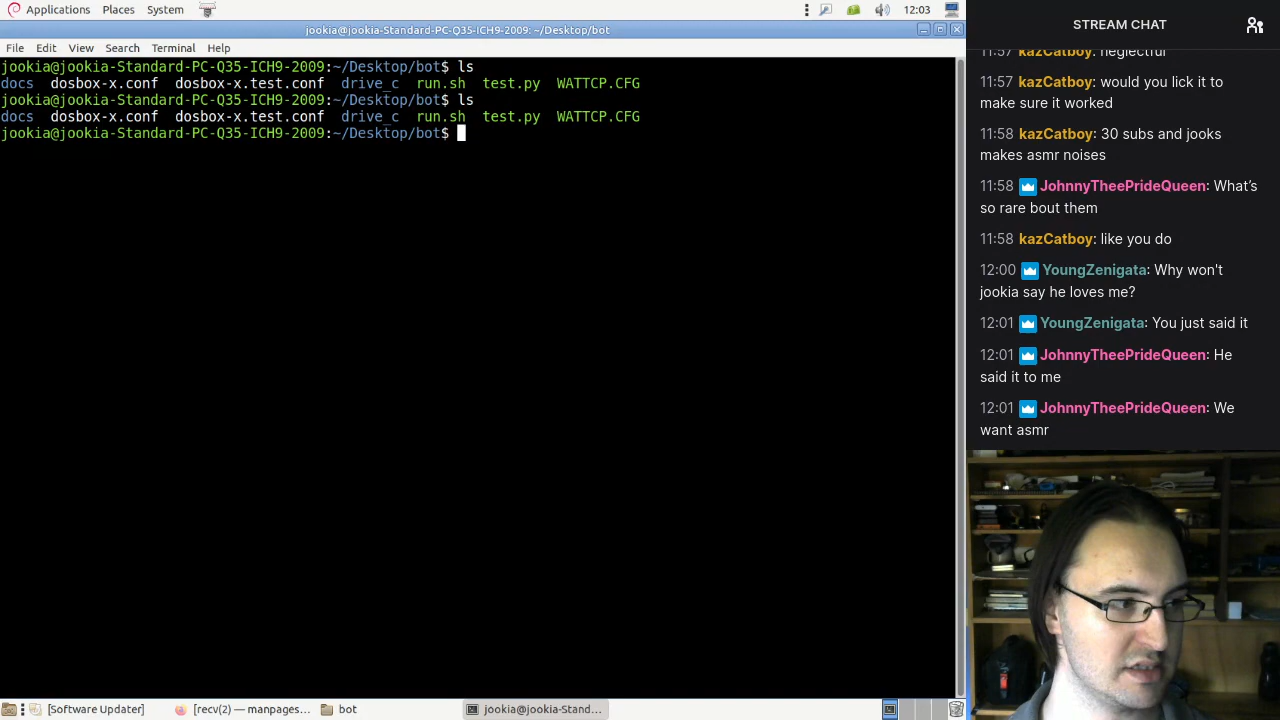 Applications Places System 12:03
jookia@jookia-Standard-PC-Q35-ICH9-2009: ~/Desktop/bot
File Edit View Search Terminal Help
jookia@jookia-Standard-PC-Q35-ICH9-2009:~/Desktop/bot$ ls
docs dosbox-x.conf dosbox-x.test.conf drive_c run.sh test.py WATTCP.CFG
jookia@jookia-Standard-PC-Q35-ICH9-2009:~/Desktop/bot$ ls
docs dosbox-x.conf dosbox-x.test.conf drive_c run.sh test.py WATTCP.CFG
jookia@jookia-Standard-PC-Q35-ICH9-2009:~/Desktop/bot$
[Software Updater] [recv(2) — manpages... bot jookia@jookia-Stand...
STREAM CHAT
11:57 kazCatboy: neglectful
11:57 kazCatboy: would you lick it to
make sure it worked
11:58 kazCatboy: 30 subs and jooks
makes asmr noises
11:58 JohnnyTheePrideQueen: What's
so rare bout them
11:58 kazCatboy: like you do
12:00 YoungZenigata: Why won't
jookia say he loves me?
12:01 YoungZenigata: You just said it
12:01 JohnnyTheePrideQueen: He
said it to me
12:01 JohnnyTheePrideQueen: We
want asmr